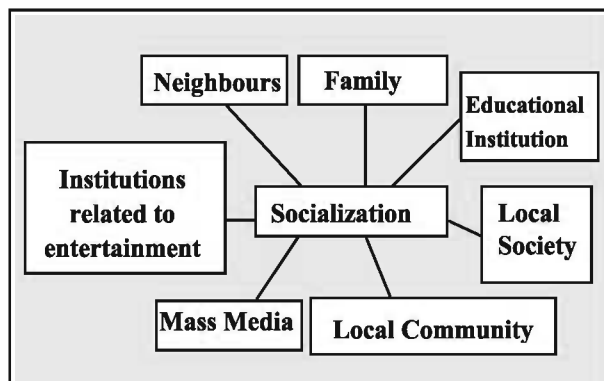 Neighbours
Family
Educational
Institution
Institutions
related to
entertainment
Socialization
Local
Society
Mass Media
Local Community